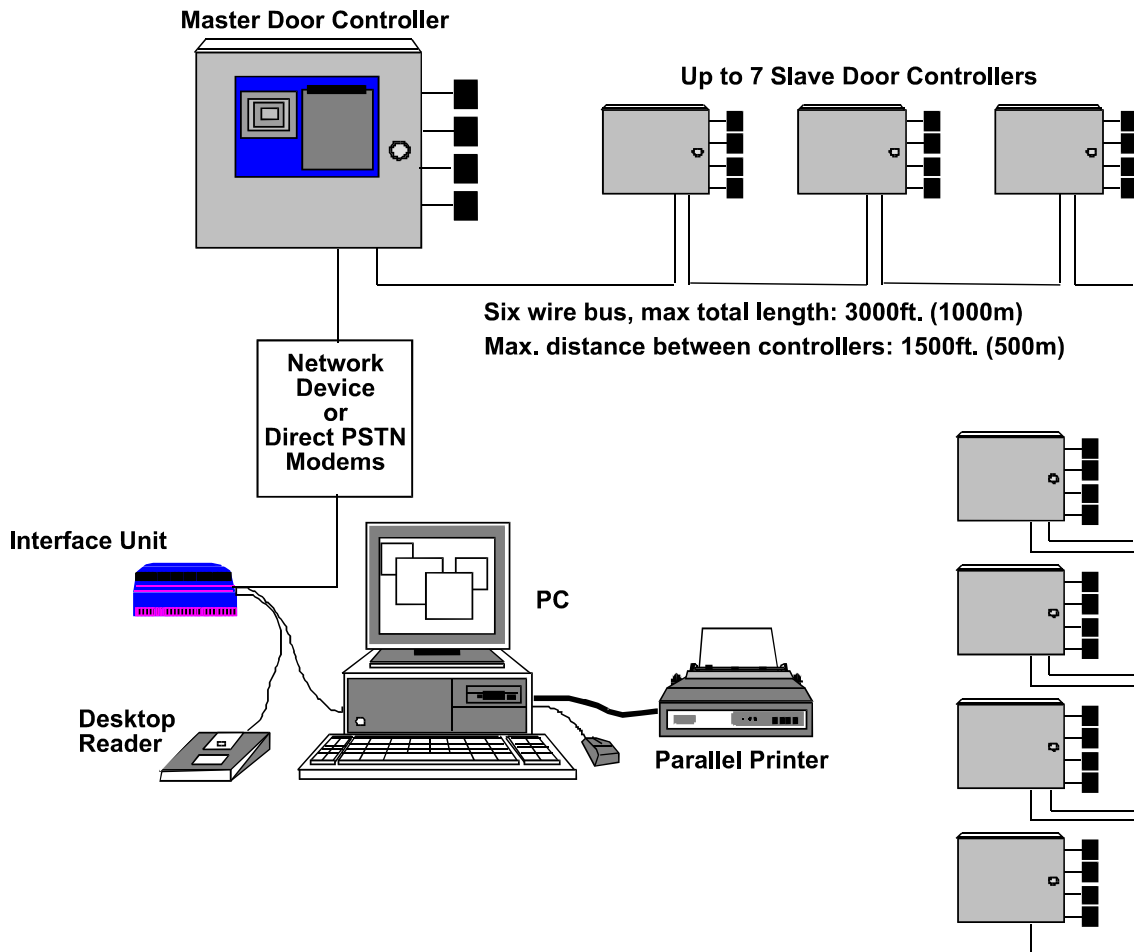 Master Door Controller
Up to 7 Slave Door Controllers
Six wire bus, max total length: 3000ft. (1000m)
Max. distance between controllers: 1500ft. (500m)
Network
Device
or
Direct PSTN
Modems
Interface Unit
PC
Desktop
Reader
Parallel Printer